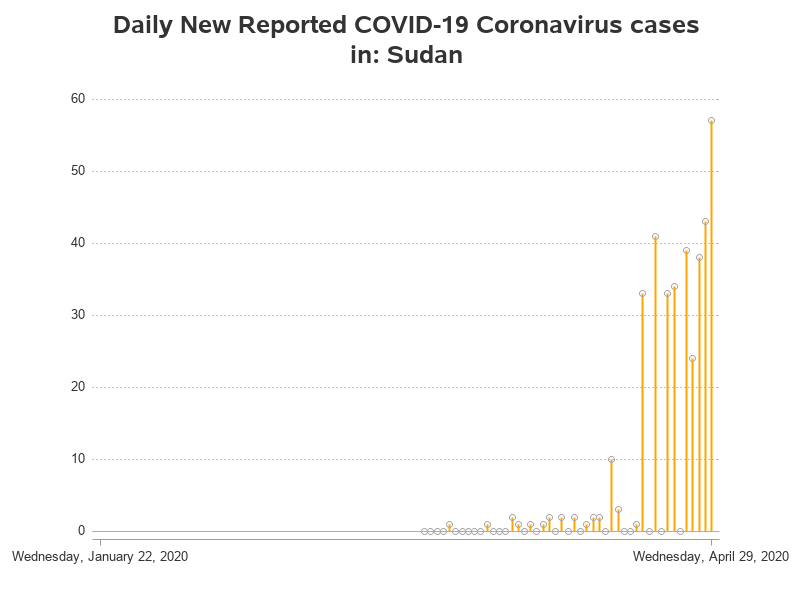 Daily New Reported COVID-19 Coronavirus cases
in: Sudan
60
50
40
30
20
10
0
Wednesday, January 22, 2020 Wednesday, April 29, 2020